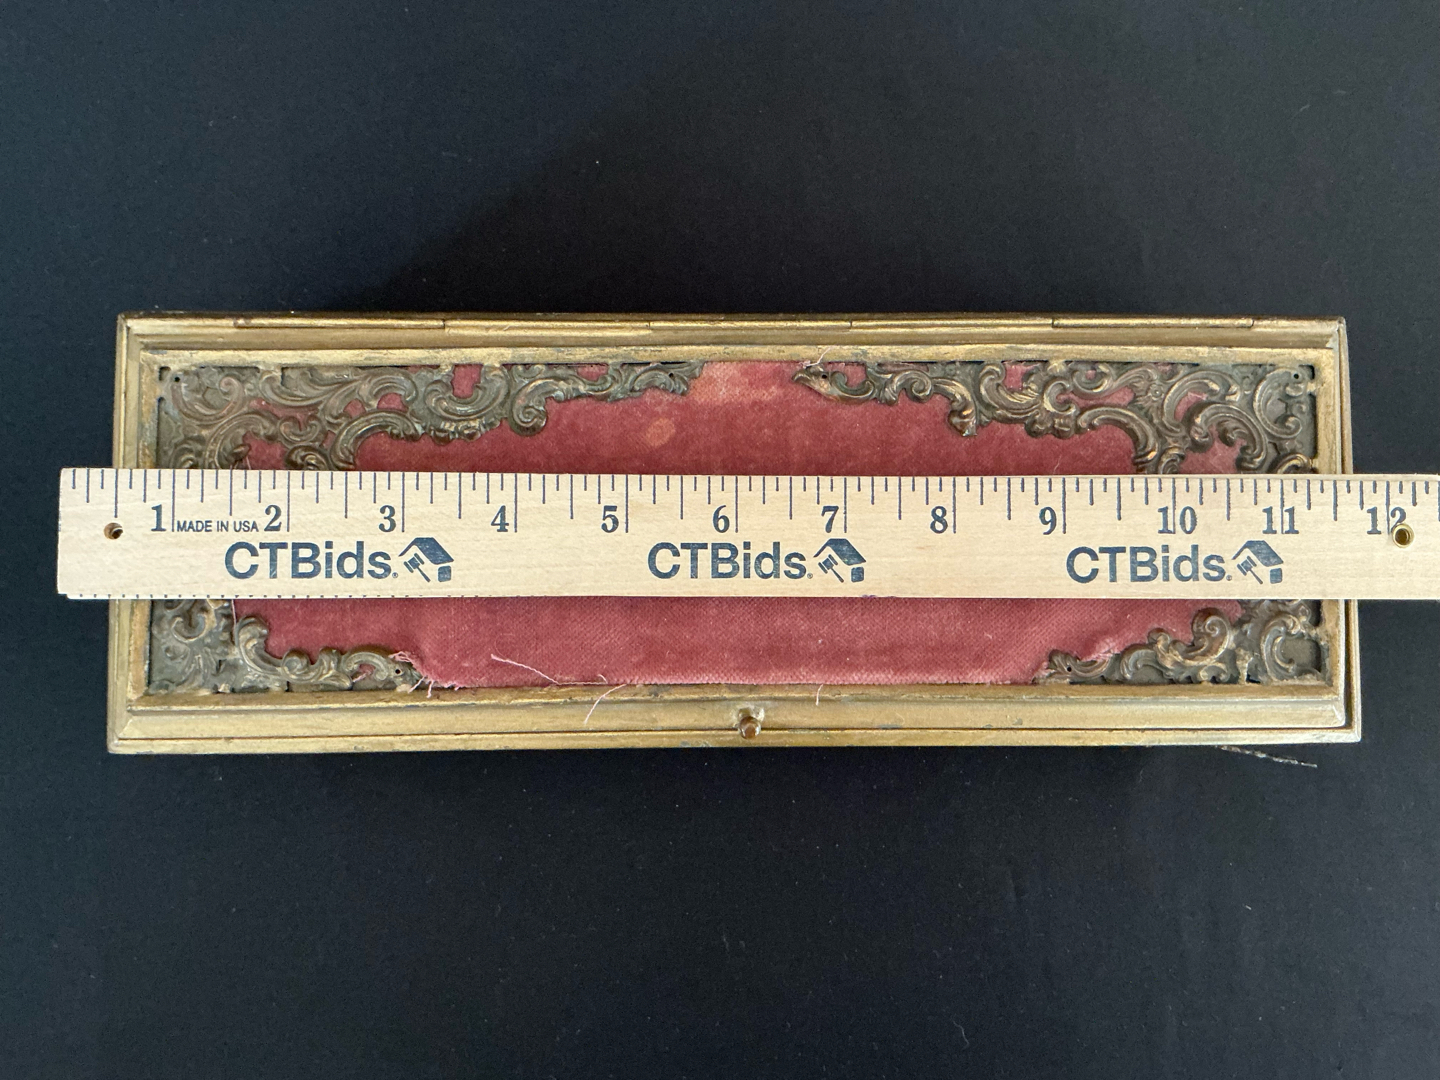 1 MADE IN USA 2 3 4 5 6 7 8 9 10 11 12
CTBids® CTBids® CTBids®